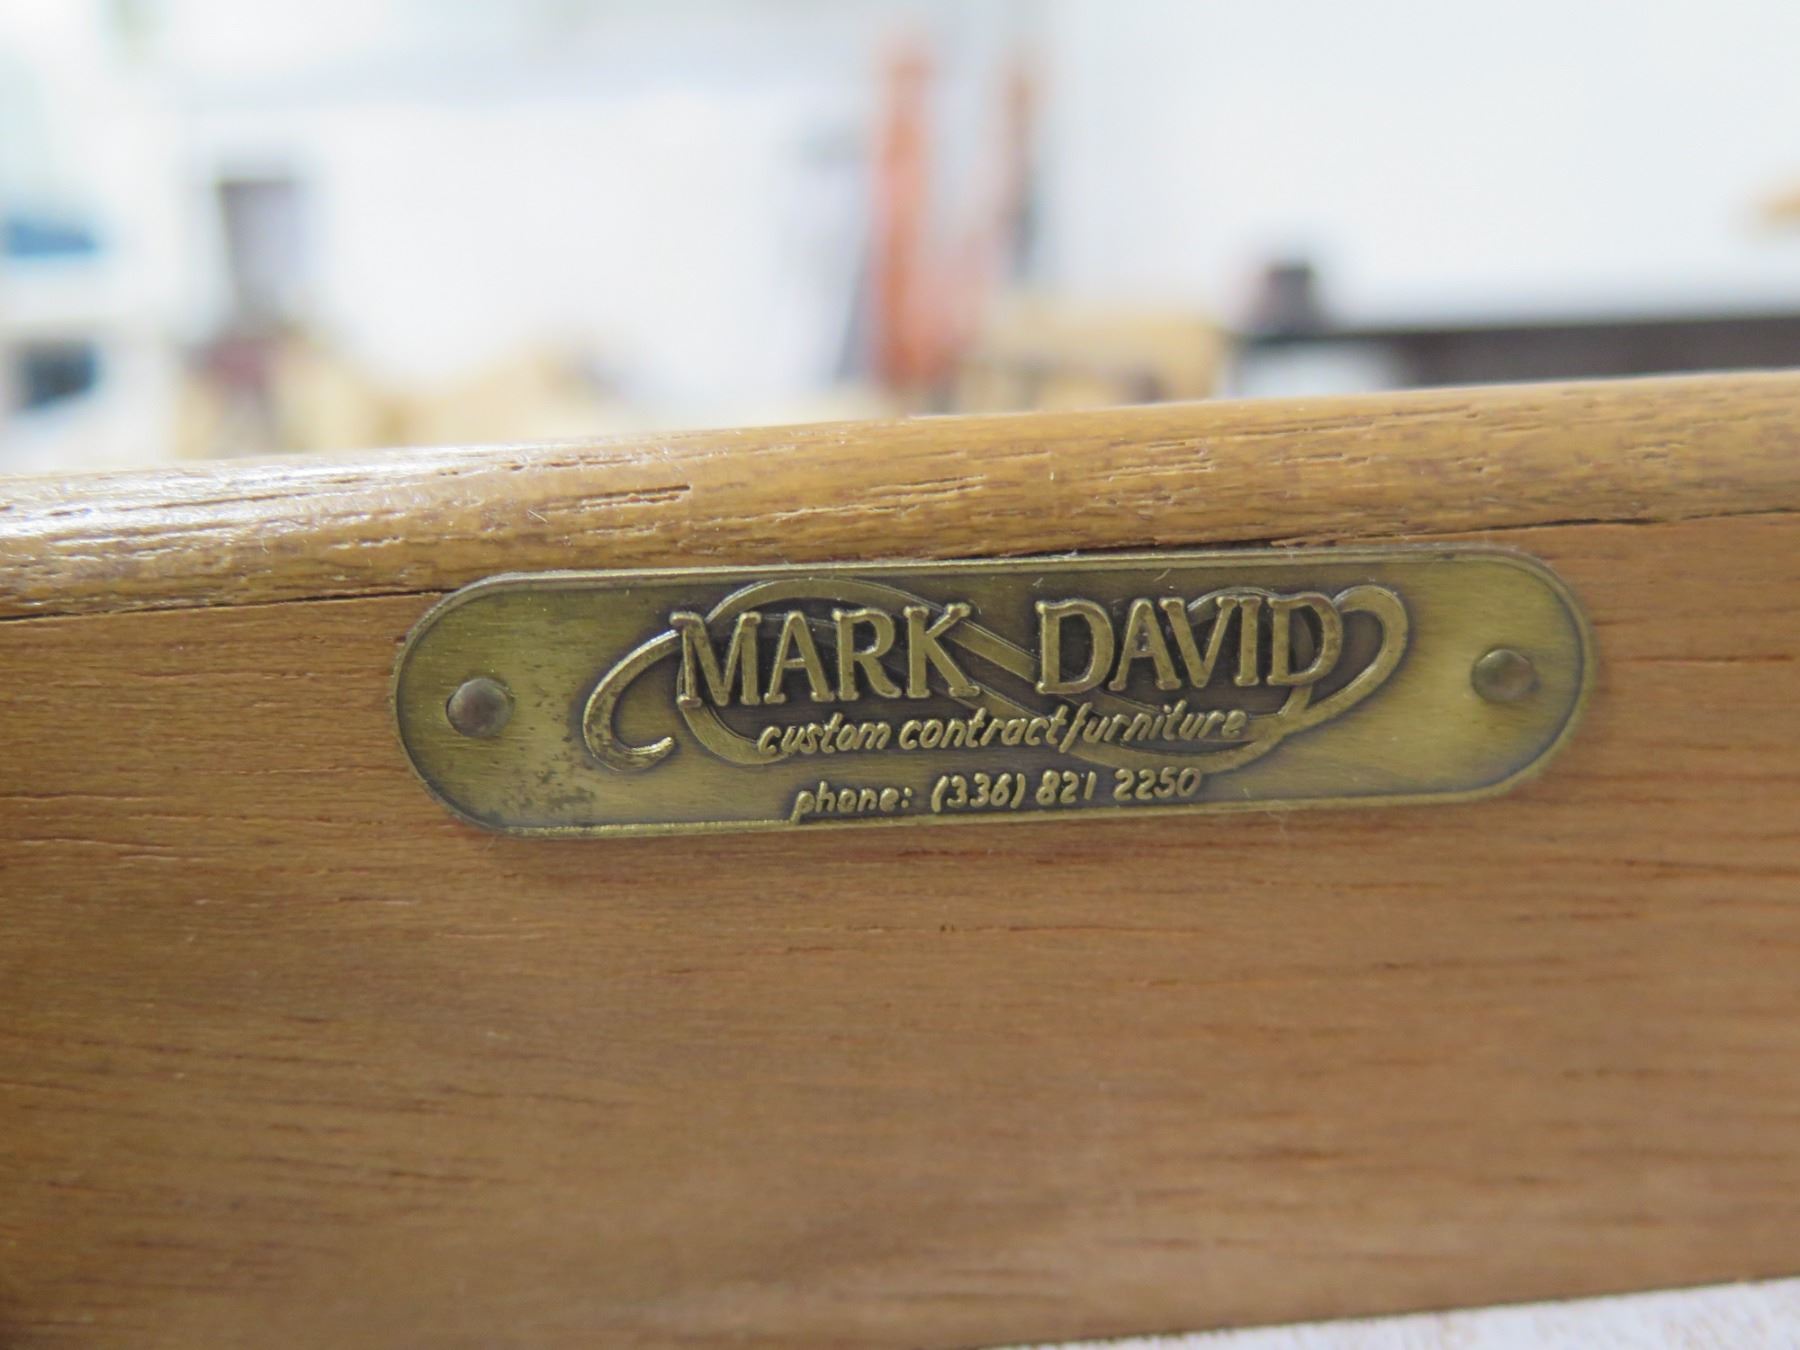 MARK DAVID
custom contract furniture
phone: (336) 821 2250